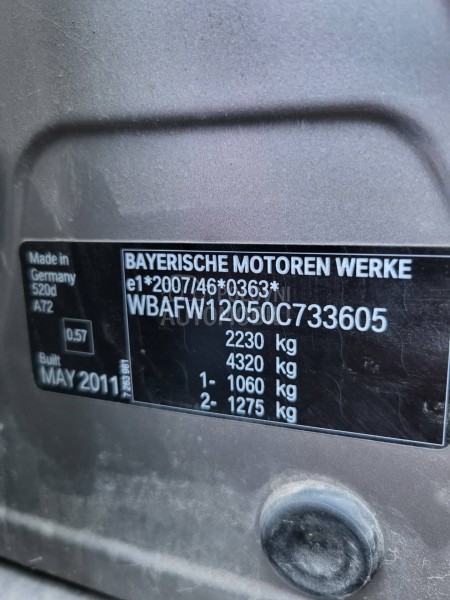 Made in
Germany
520d
A72
0.57
Built
MAY 2011
BAYERISCHE MOTOREN WERKE
e1*2007/46*0363*
WBAFW12050C733605
2230 kg
4320 kg
1- 1060 kg
2- 1275 kg